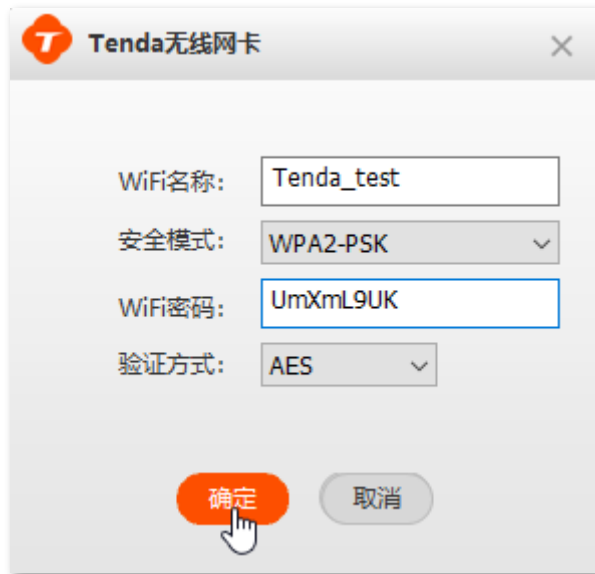 Tenda无线网卡
WiFi名称： Tenda_test
安全模式： WPA2-PSK
WiFi密码： UmXmL9UK
验证方式： AES
确定 取消